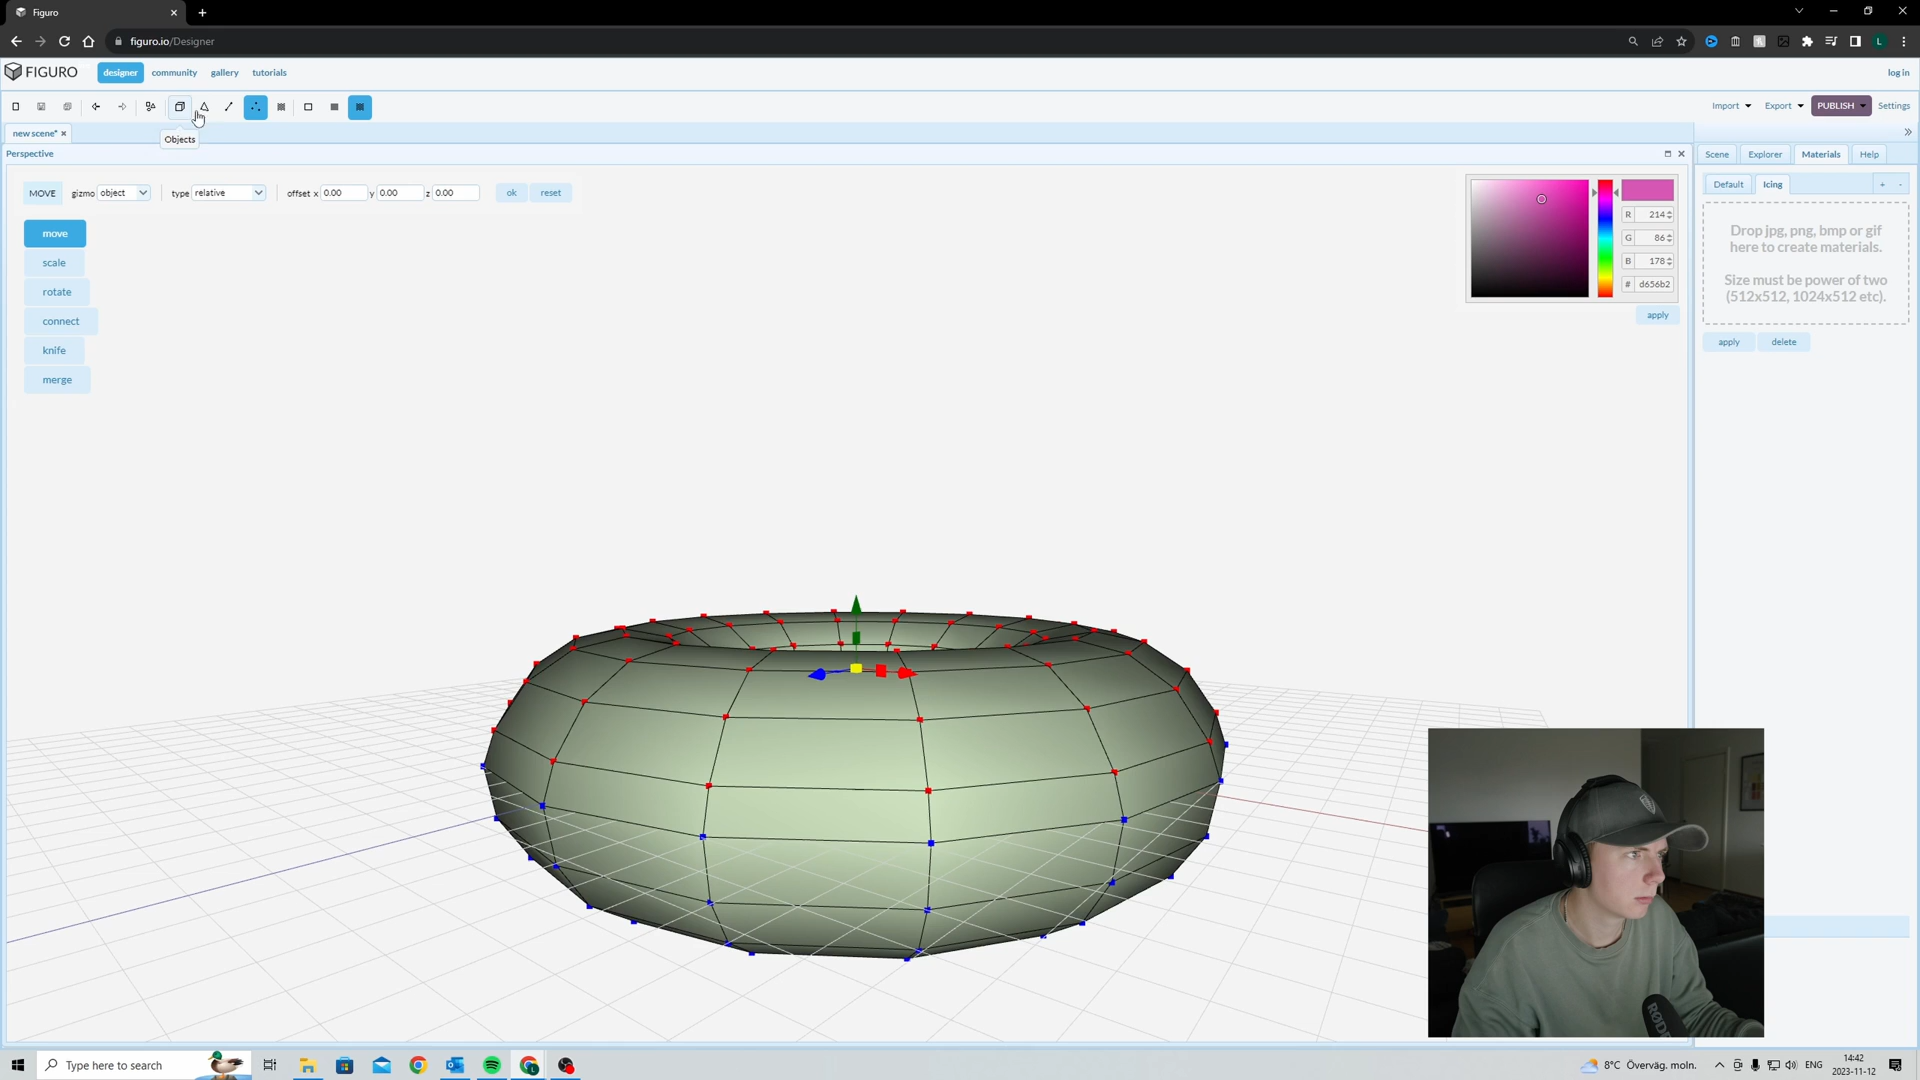 Figuro
figuro.io/Designer
FIGURO designer community gallery tutorials log in
Import Export PUBLISH Settings
new scene*
Objects
Perspective
Scene Explorer Materials Help
MOVE gizmo object type relative offset x 0.00 y 0.00 z 0.00 ok reset
Default Icing + -
R 214
G 86
B 178
# d656b2
apply
move
scale
rotate
connect
knife
merge
Drop jpg, png, bmp or gif
here to create materials.
Size must be power of two
(512x512, 1024x512 etc).
apply delete
RØDE
Type here to search
8°C Överväg. moln.
ENG
14:42
2023-11-12